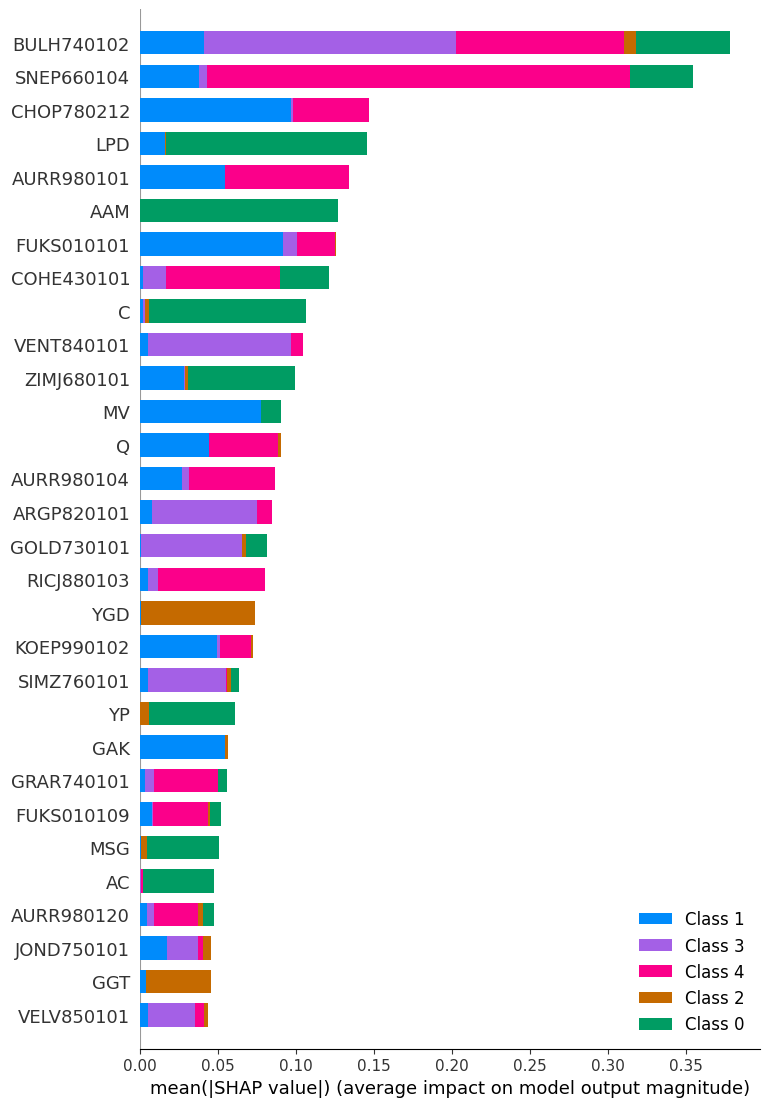 BULH740102
SNEP660104
CHOP780212
LPD
AURR980101
AAM
FUKS010101
COHE430101
C
VENT840101
ZIMJ680101
MV
Q
AURR980104
ARGP820101
GOLD730101
RICJ880103
YGD
KOEP990102
SIMZ760101
YP
GAK
GRAR740101
FUKS010109
MSG
AC
AURR980120
JOND750101
GGT
VELV850101
Class 1
Class 3
Class 4
Class 2
Class 0
0.00 0.05 0.10 0.15 0.20 0.25 0.30 0.35
mean(|SHAP value|) (average impact on model output magnitude)